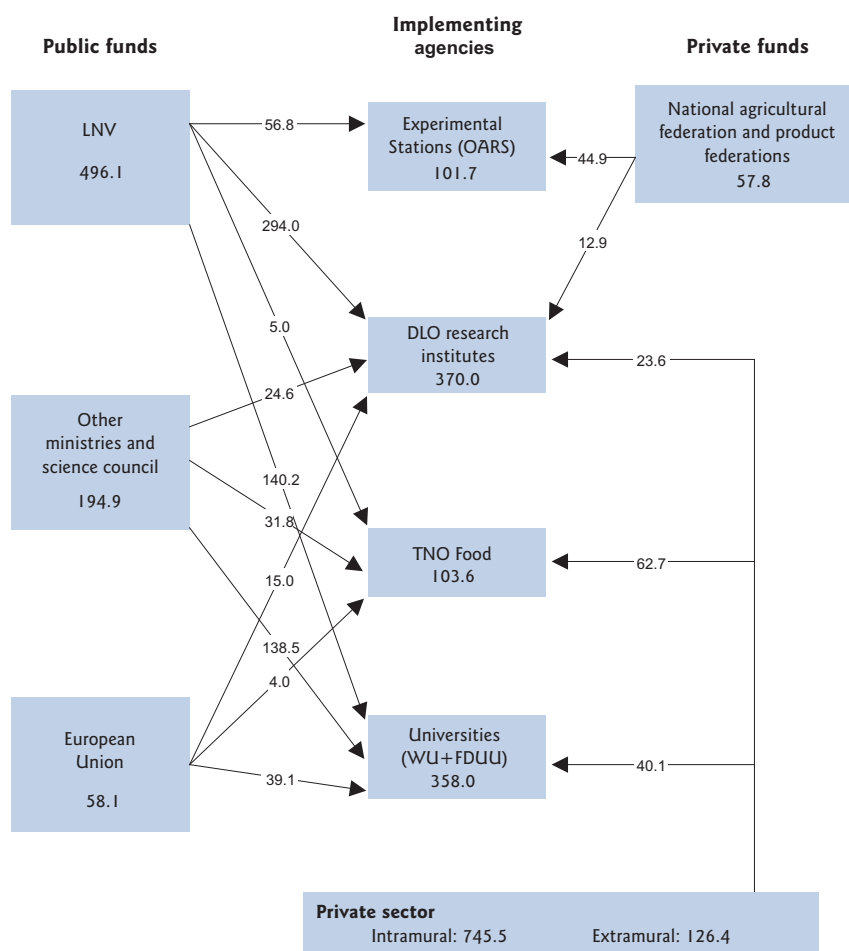 Public funds
Implementing
agencies
Private funds
LNV
496.1
56.8
Experimental
Stations (OARS)
101.7
44.9
National agricultural
federation and product
federations
57.8
294.0
12.9
5.0
DLO research
institutes
370.0
23.6
24.6
Other
ministries and
science council
194.9
140.2
31.8
TNO Food
103.6
62.7
15.0
138.5
4.0
European
Union
58.1
39.1
Universities
(WU+FDUU)
358.0
40.1
Private sector
Intramural: 745.5 Extramural: 126.4